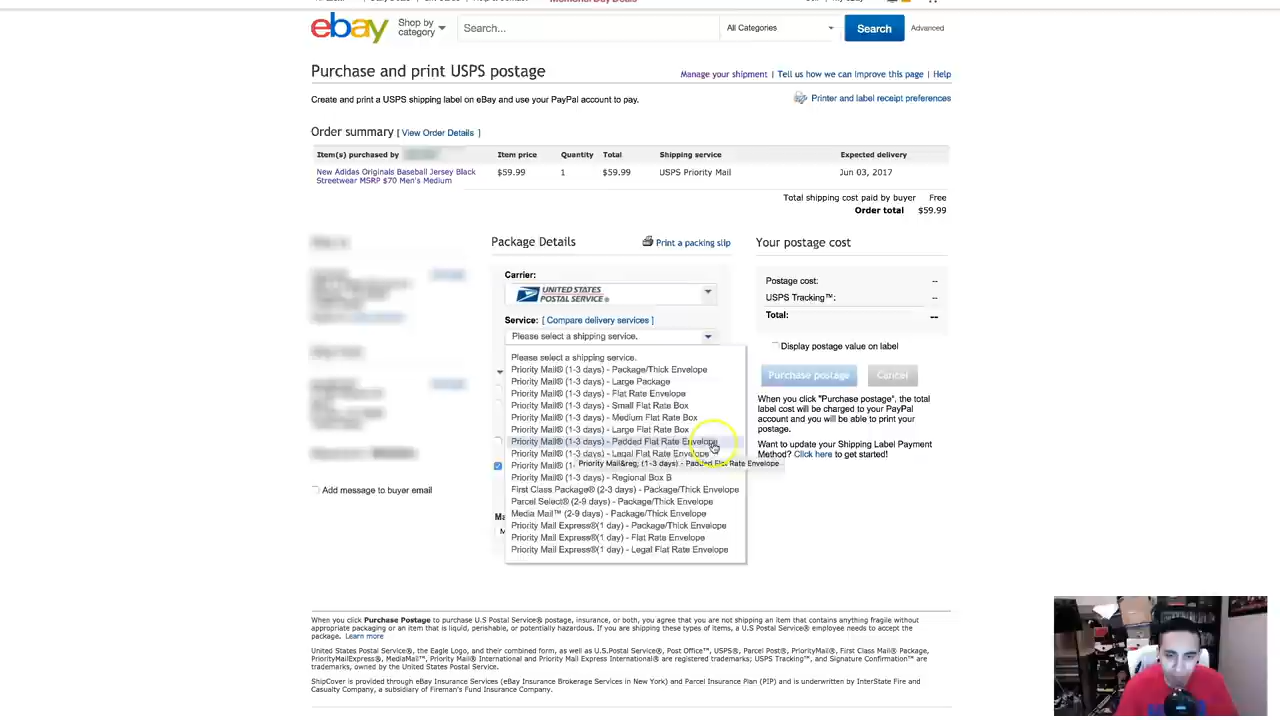 ebay
Shop by
category
Search...
All Categories
Search
Advanced
Purchase and print USPS postage
Manage your shipment | Tell us how we can improve this page | Help
Create and print a USPS shipping label on eBay and use your PayPal account to pay.
Printer and label receipt preferences
Order summary [ View Order Details ]
Item(s) purchased by Item price Quantity Total Shipping service Expected delivery
New Adidas Originals Baseball Jersey Black
Streetwear MSRP $70 Men's Medium
$59.99 1 $59.99 USPS Priority Mail Jun 03, 2017
Total shipping cost paid by buyer Free
Order total $59.99
Package Details
Print a packing slip
Your postage cost
Carrier:
UNITED STATES
POSTAL SERVICE®
Postage cost: --
USPS Tracking™: --
Total: --
Service: [ Compare delivery services ]
Please select a shipping service.
Display postage value on label
Please select a shipping service.
Priority Mail® (1-3 days) - Package/Thick Envelope
Priority Mail® (1-3 days) - Large Package
Priority Mail® (1-3 days) - Flat Rate Envelope
Priority Mail® (1-3 days) - Small Flat Rate Box
Priority Mail® (1-3 days) - Medium Flat Rate Box
Priority Mail® (1-3 days) - Large Flat Rate Box
Priority Mail® (1-3 days) - Padded Flat Rate Envelope
Priority Mail® (1-3 days) - Legal Flat Rate Envelope
Priority Mail® (1
Priority Mail&reg; (1-3 days) - Padded Flat Rate Envelope
Priority Mail® (1-3 days) - Regional Box B
First Class Package® (2-3 days) - Package/Thick Envelope
Parcel Select® (2-9 days) - Package/Thick Envelope
Media Mail™ (2-9 days) - Package/Thick Envelope
Priority Mail Express®(1 day) - Package/Thick Envelope
Priority Mail Express®(1 day) - Flat Rate Envelope
Priority Mail Express®(1 day) - Legal Flat Rate Envelope
Purchase postage
Cancel
When you click "Purchase postage", the total
label cost will be charged to your PayPal
account and you will be able to print your
postage.
Want to update your Shipping Label Payment
Method? Click here to get started!
Add message to buyer email
Ma
M
When you click Purchase Postage to purchase U.S Postal Service® postage, insurance, or both, you agree that you are not shipping an item that contains anything fragile without
appropriate packaging or an item that is liquid, perishable, or potentially hazardous. If you are shipping these types of items, a U.S Postal Service® employee needs to accept the
package. Learn more
United States Postal Service®, the Eagle Logo, and their combined form, as well as U.S.Postal Service®, Post Office™, USPS®, Parcel Post®, PriorityMail®, First Class Mail® Package,
PriorityMailExpress®, MediaMail™, Priority Mail® International and Priority Mail Express International® are registered trademarks; USPS Tracking™, and Signature Confirmation™ are
trademarks, owned by the United States Postal Service.
ShipCover is provided through eBay Insurance Services (eBay Insurance Brokerage Services in New York) and Parcel Insurance Plan (PIP) and is underwritten by InterState Fire and
Casualty Company, a subsidiary of Fireman's Fund Insurance Company.